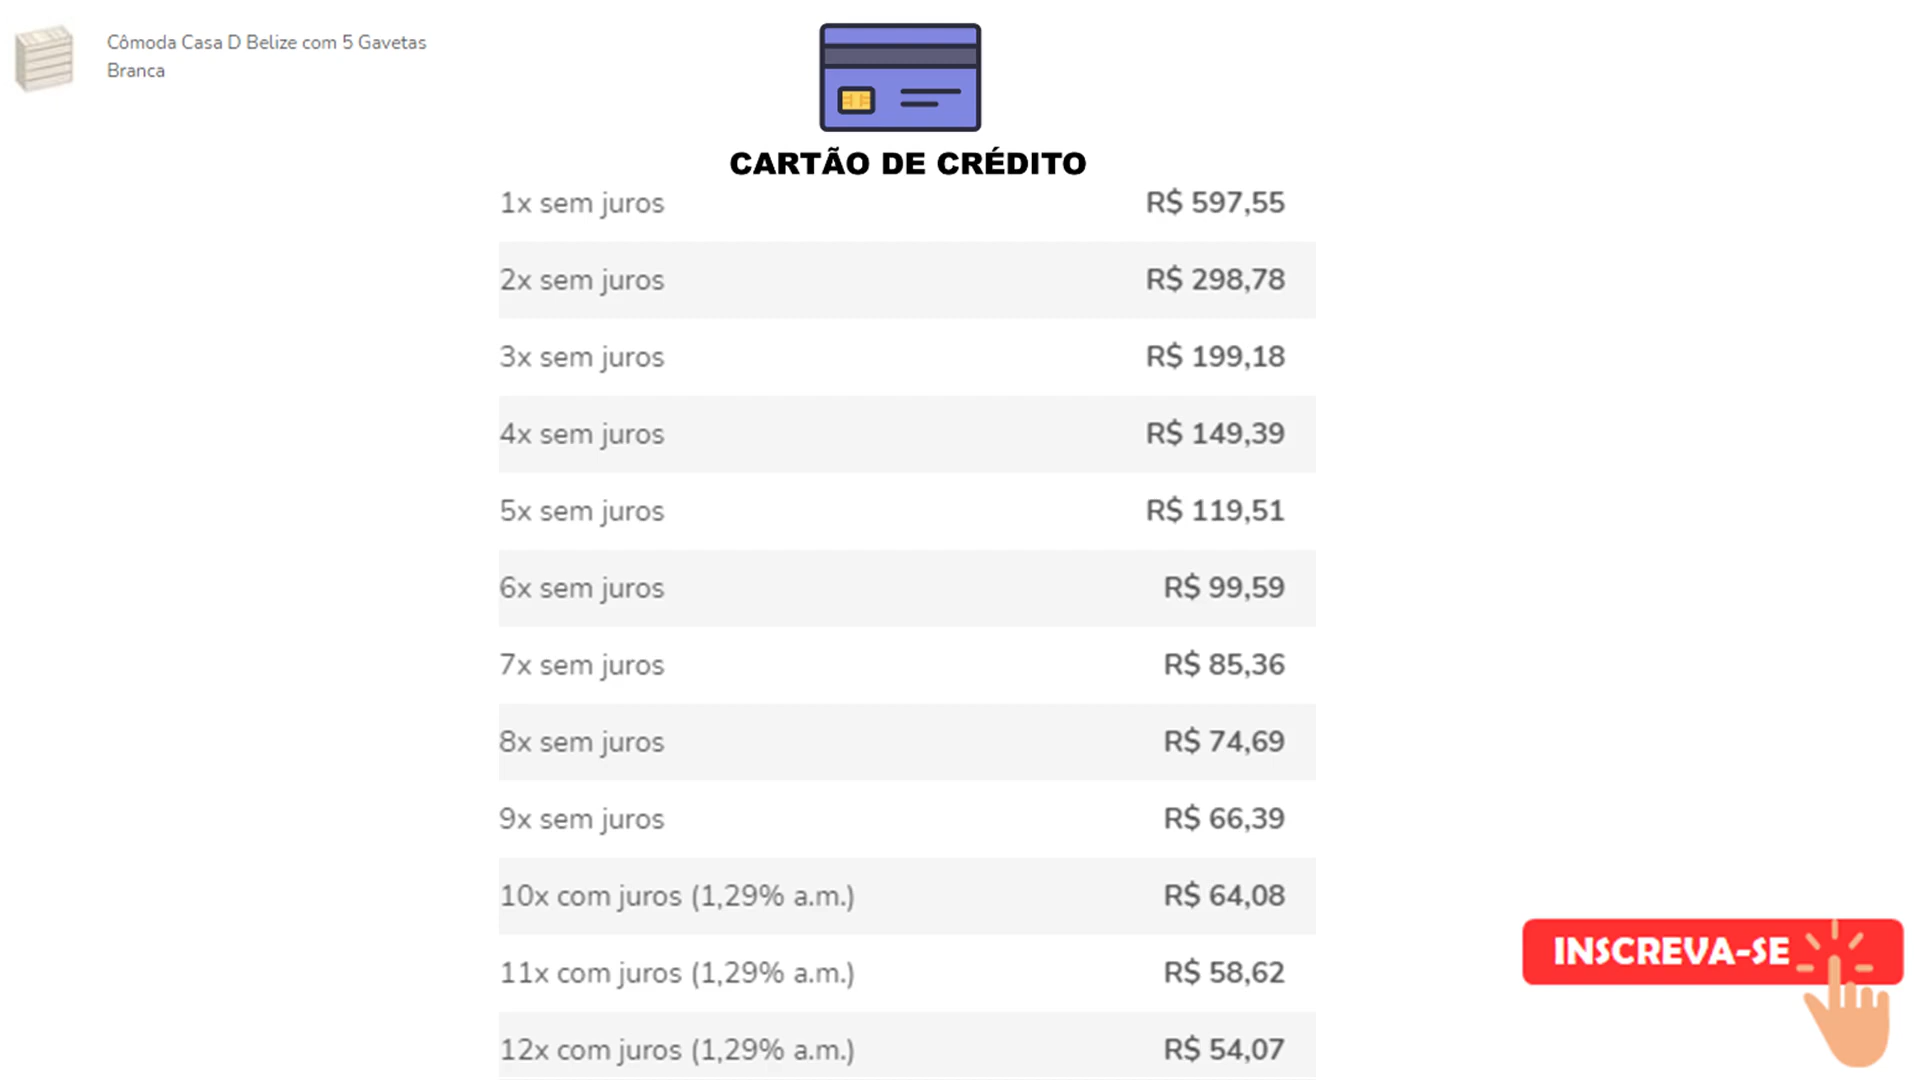 Cômoda Casa D Belize com 5 Gavetas
Branca
CARTÃO DE CRÉDITO
1x sem juros R$ 597,55
2x sem juros R$ 298,78
3x sem juros R$ 199,18
4x sem juros R$ 149,39
5x sem juros R$ 119,51
6x sem juros R$ 99,59
7x sem juros R$ 85,36
8x sem juros R$ 74,69
9x sem juros R$ 66,39
10x com juros (1,29% a.m.) R$ 64,08
11x com juros (1,29% a.m.) R$ 58,62
12x com juros (1,29% a.m.) R$ 54,07
INSCREVA-SE